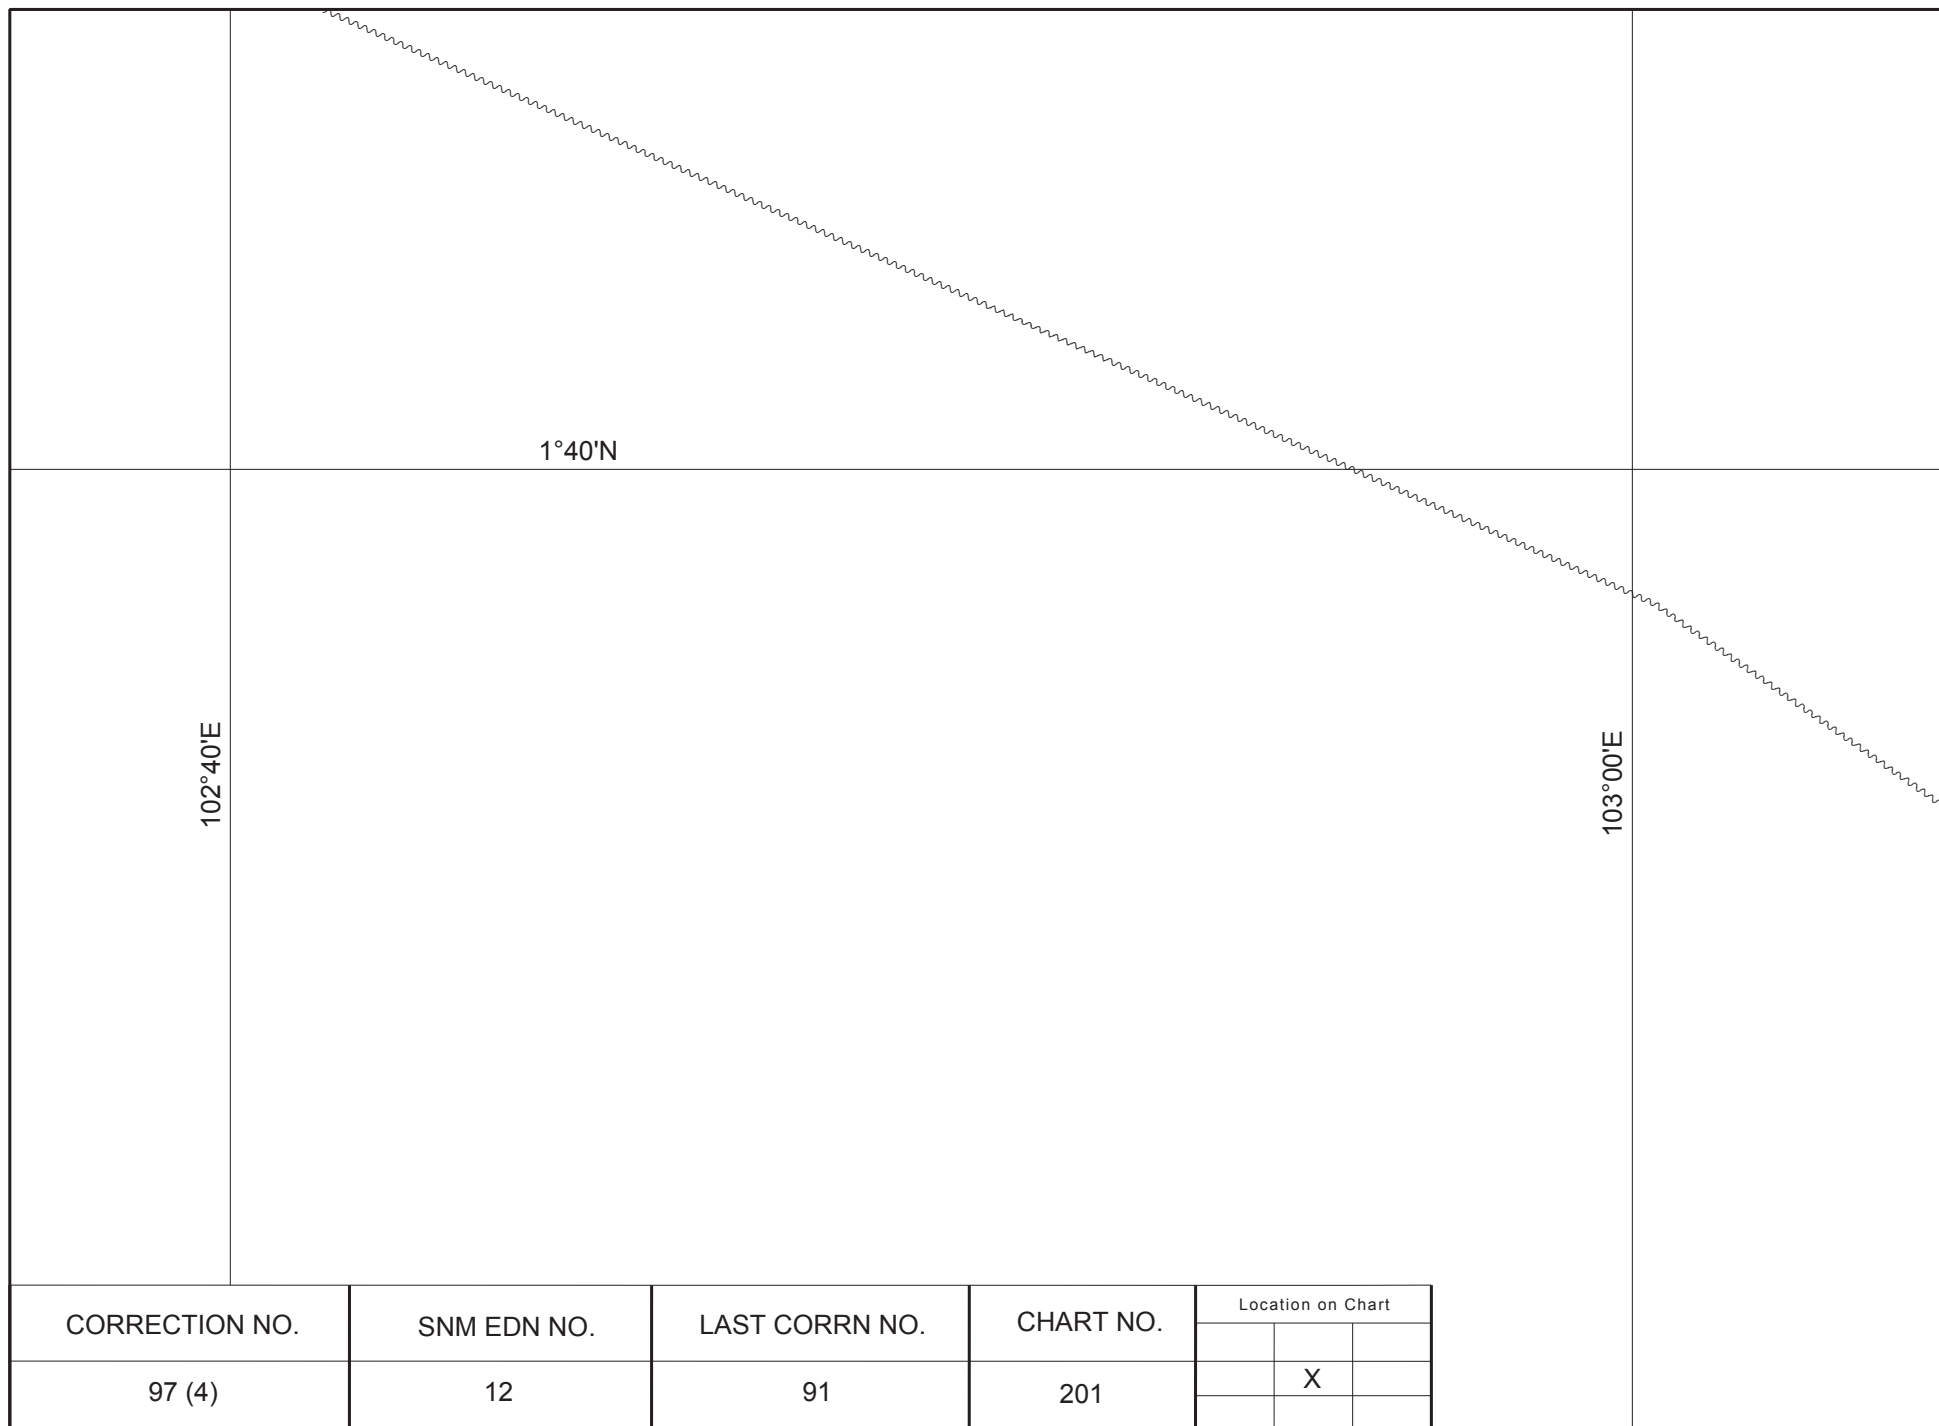 1°40'N
102°40'E
103°00'E
CORRECTION NO. SNM EDN NO. LAST CORRN NO. CHART NO. Location on Chart
97 (4) 12 91 201 X